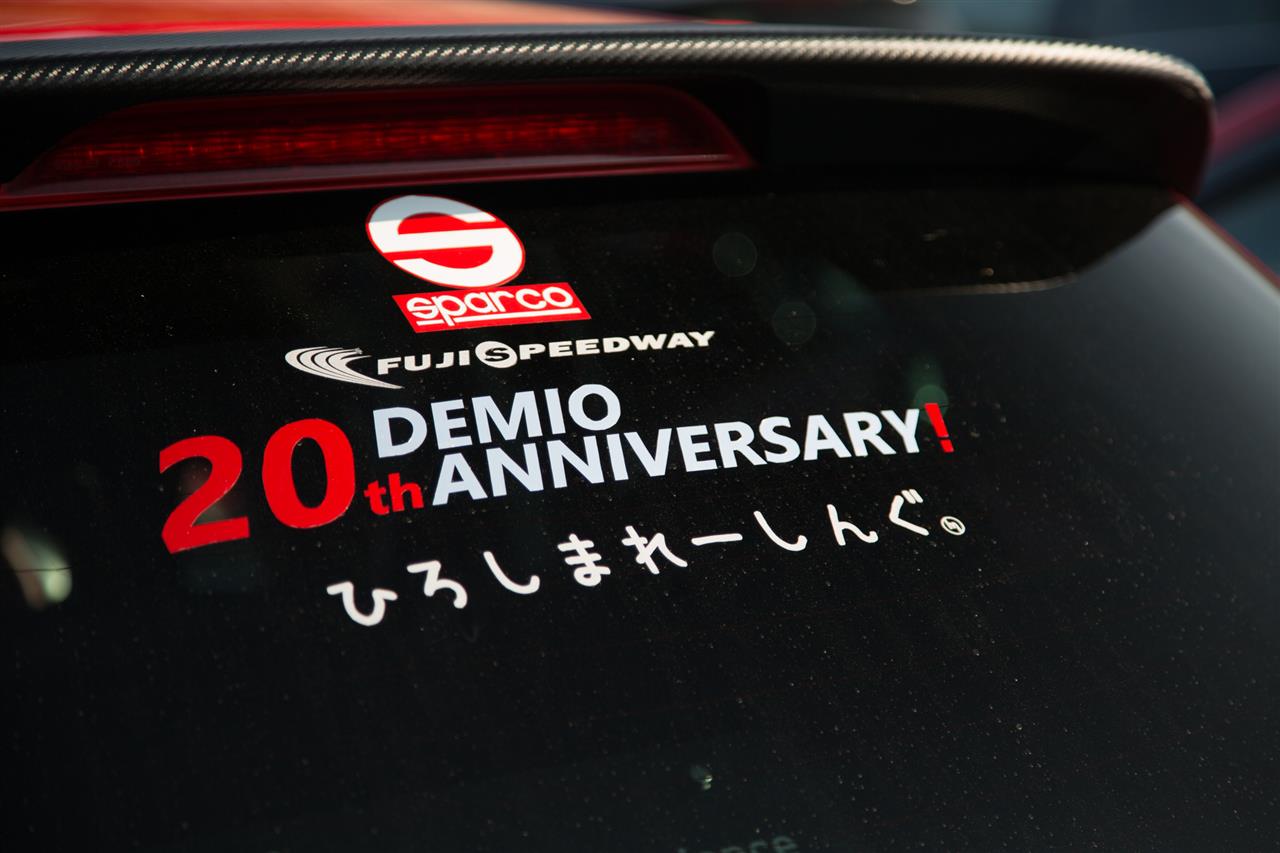 S
sparco
FUJI SPEEDWAY
20th DEMIO
ANNIVERSARY!
ひろしまれーしんぐ。